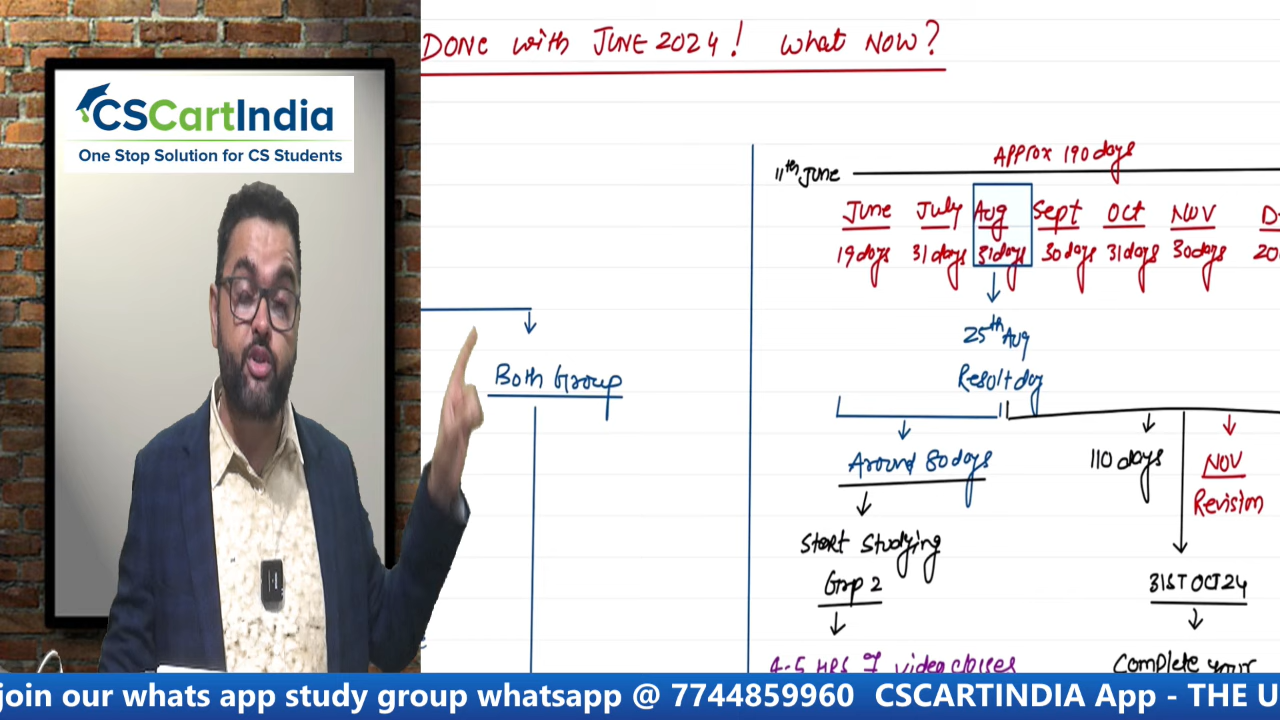 CSCartIndia
One Stop Solution for CS Students
DONE with JUNE 2024! What NOW?
Both Group
APPROX 190 days
11th JUNE
June July Aug Sept Oct NOV
19 days 31 days 31 days 30 days 31 days 30 days
25th Aug
Result day
Around 80 days
110 days
NOV
Revision
Start Studying
Grp 2
31ST OCT 24
4-5 HRS of video classes
Complete your
join our whats app study group whatsapp @ 7744859960 CSCARTINDIA App - THE U